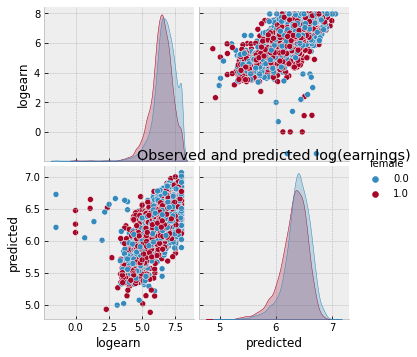 8
6
4
2
0
logearn
Observed and predicted log(earnings)
female
0.0
1.0
7.0
6.5
6.0
5.5
5.0
predicted
0.0 2.5 5.0 7.5
5 6 7
logearn
predicted